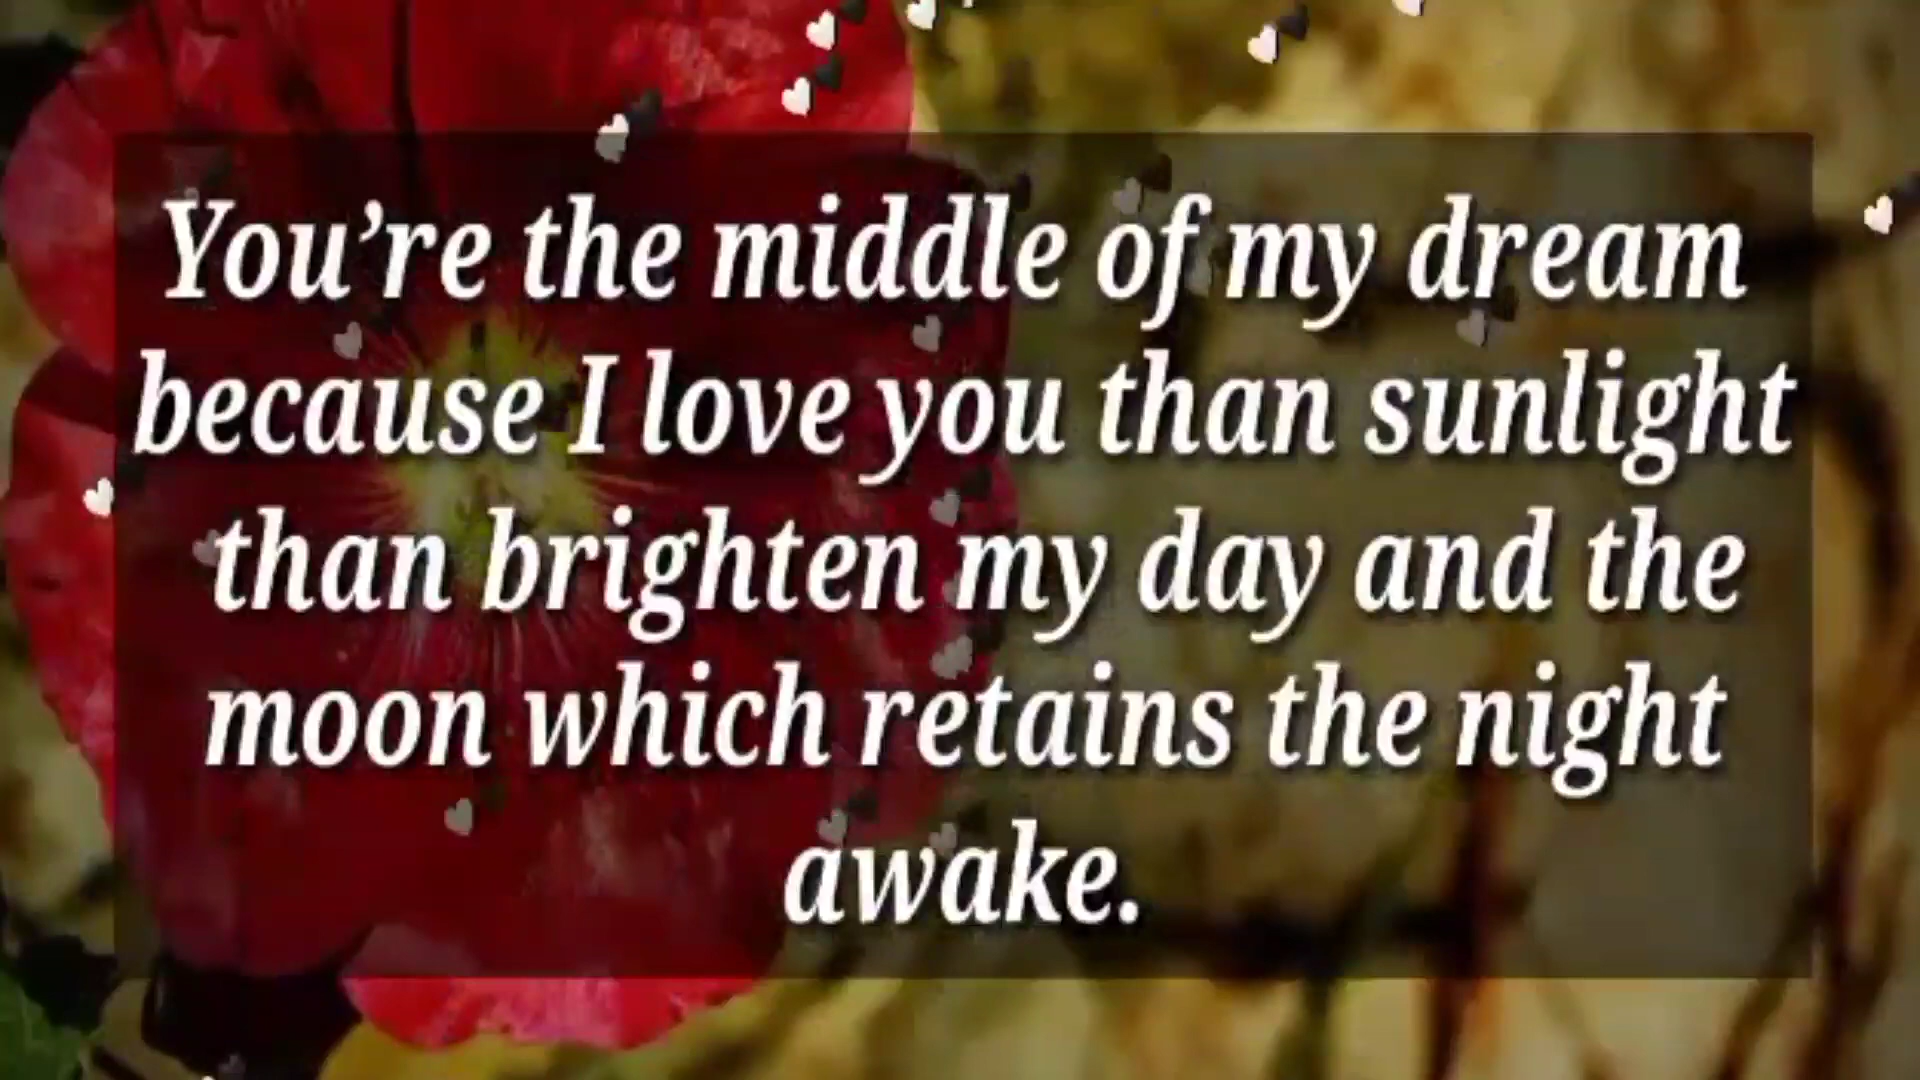 You’re the middle of my dream
because I love you than sunlight
than brighten my day and the
moon which retains the night
awake.